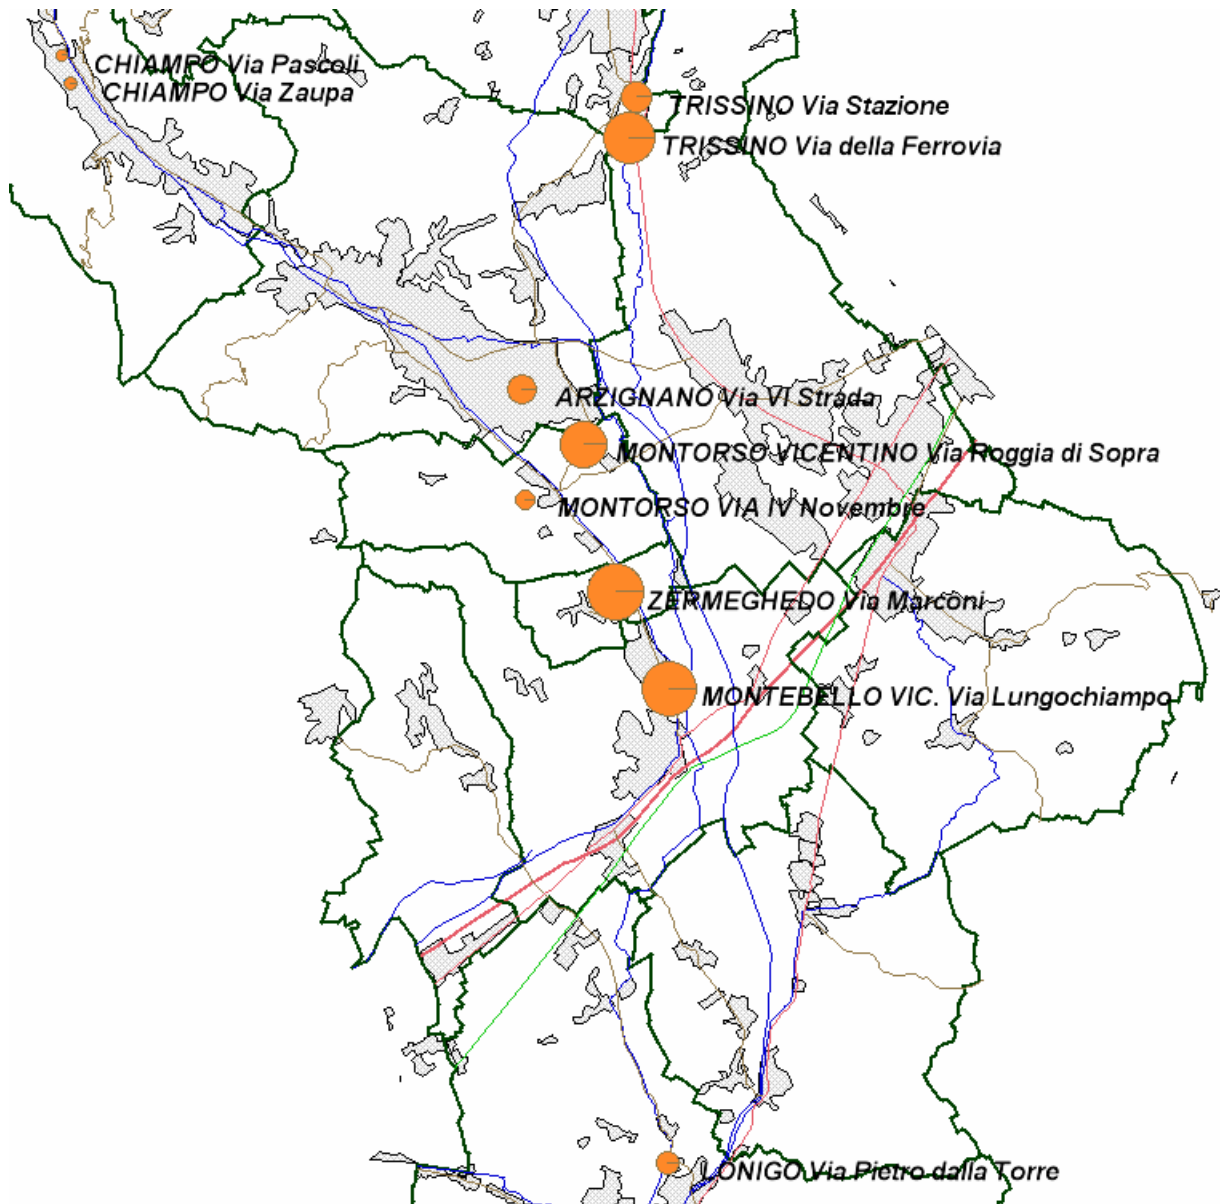 CHIAMPO Via Pascoli
CHIAMPO Via Zaupa
TRISSINO Via Stazione
TRISSINO Via della Ferrovia
ARZIGNANO Via VI Strada
MONTORSO VICENTINO Via Roggia di Sopra
MONTORSO VIA IV Novembre
ZERMEGHEDO Via Marconi
MONTEBELLO VIC. Via Lungochiampo
LONIGO Via Pietro dalla Torre